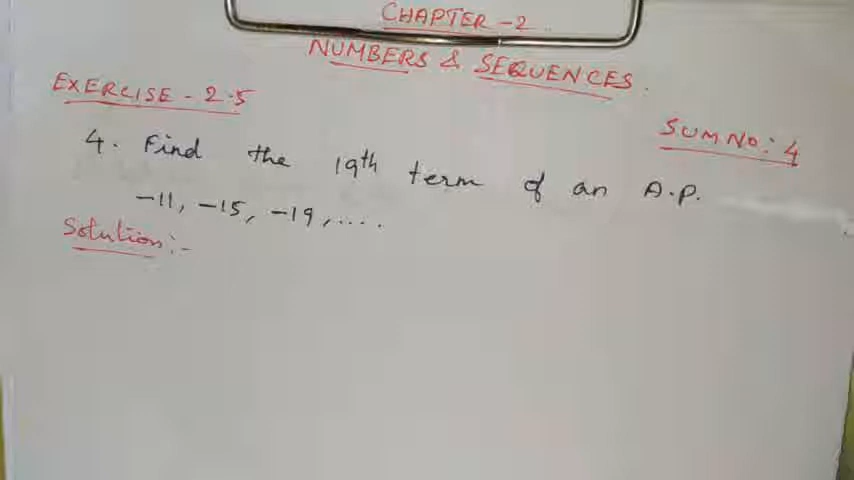 CHAPTER-2
NUMBERS & SEQUENCES.
EXERCISE - 2.5
SUM NO: 4
4. Find the 19th term of an A.P.
-11, -15, -19, ....
Solution:-